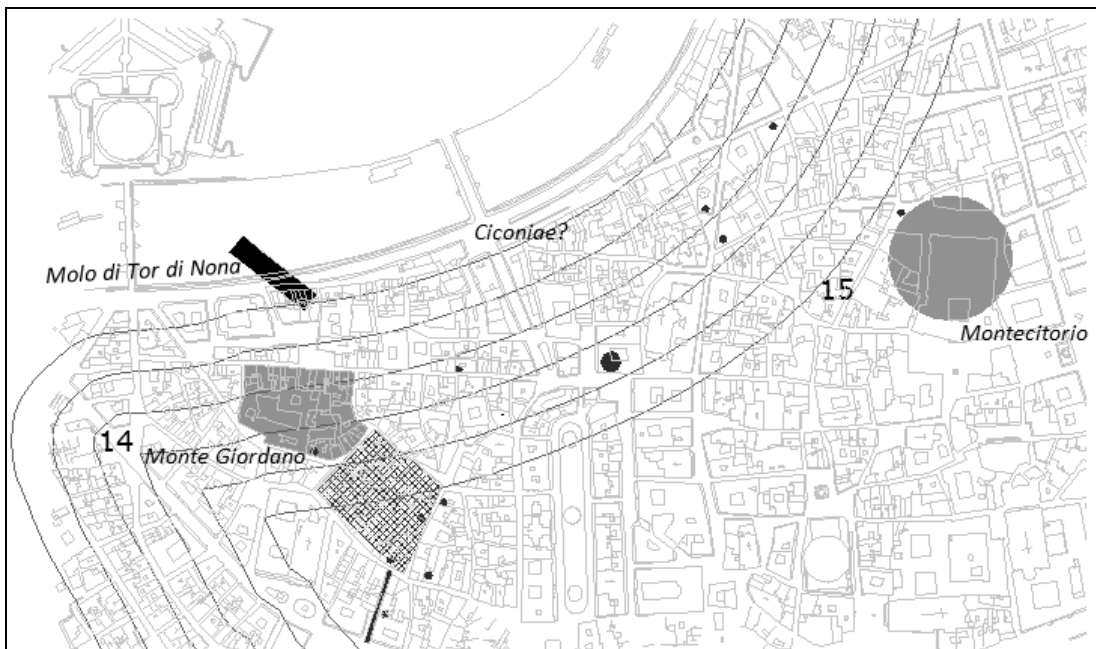 Ciconiae?
Molo di Tor di Nona
15
Montecitorio
14
Monte Giordano